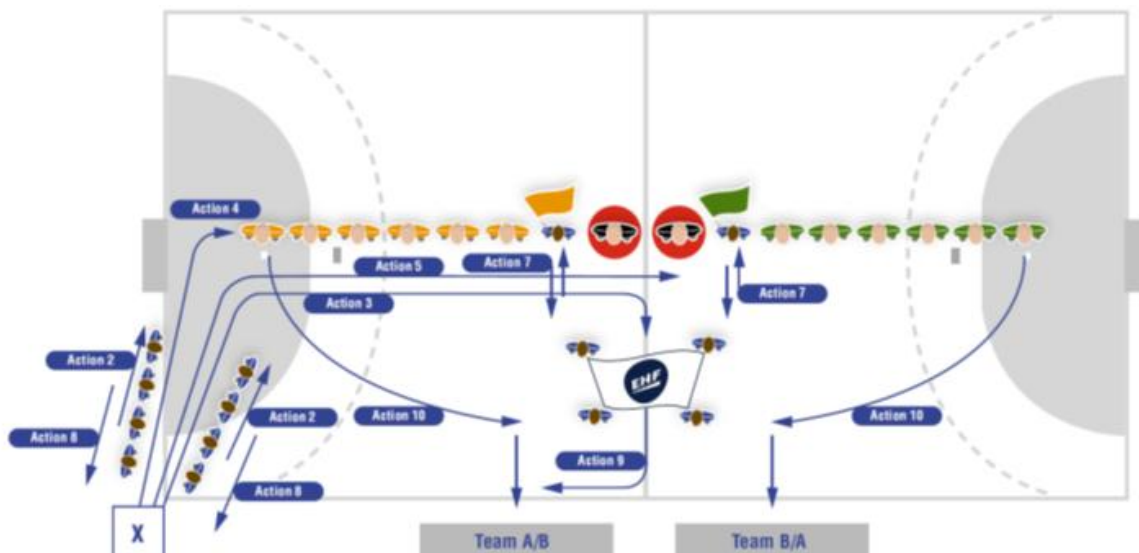 Action 4
Action 5
Action 7
Action 3
Action 7
Action 2
EHF
Action 10
Action 2
Action 10
Action 8
Action 9
Action 8
X
Team A/B
Team B/A